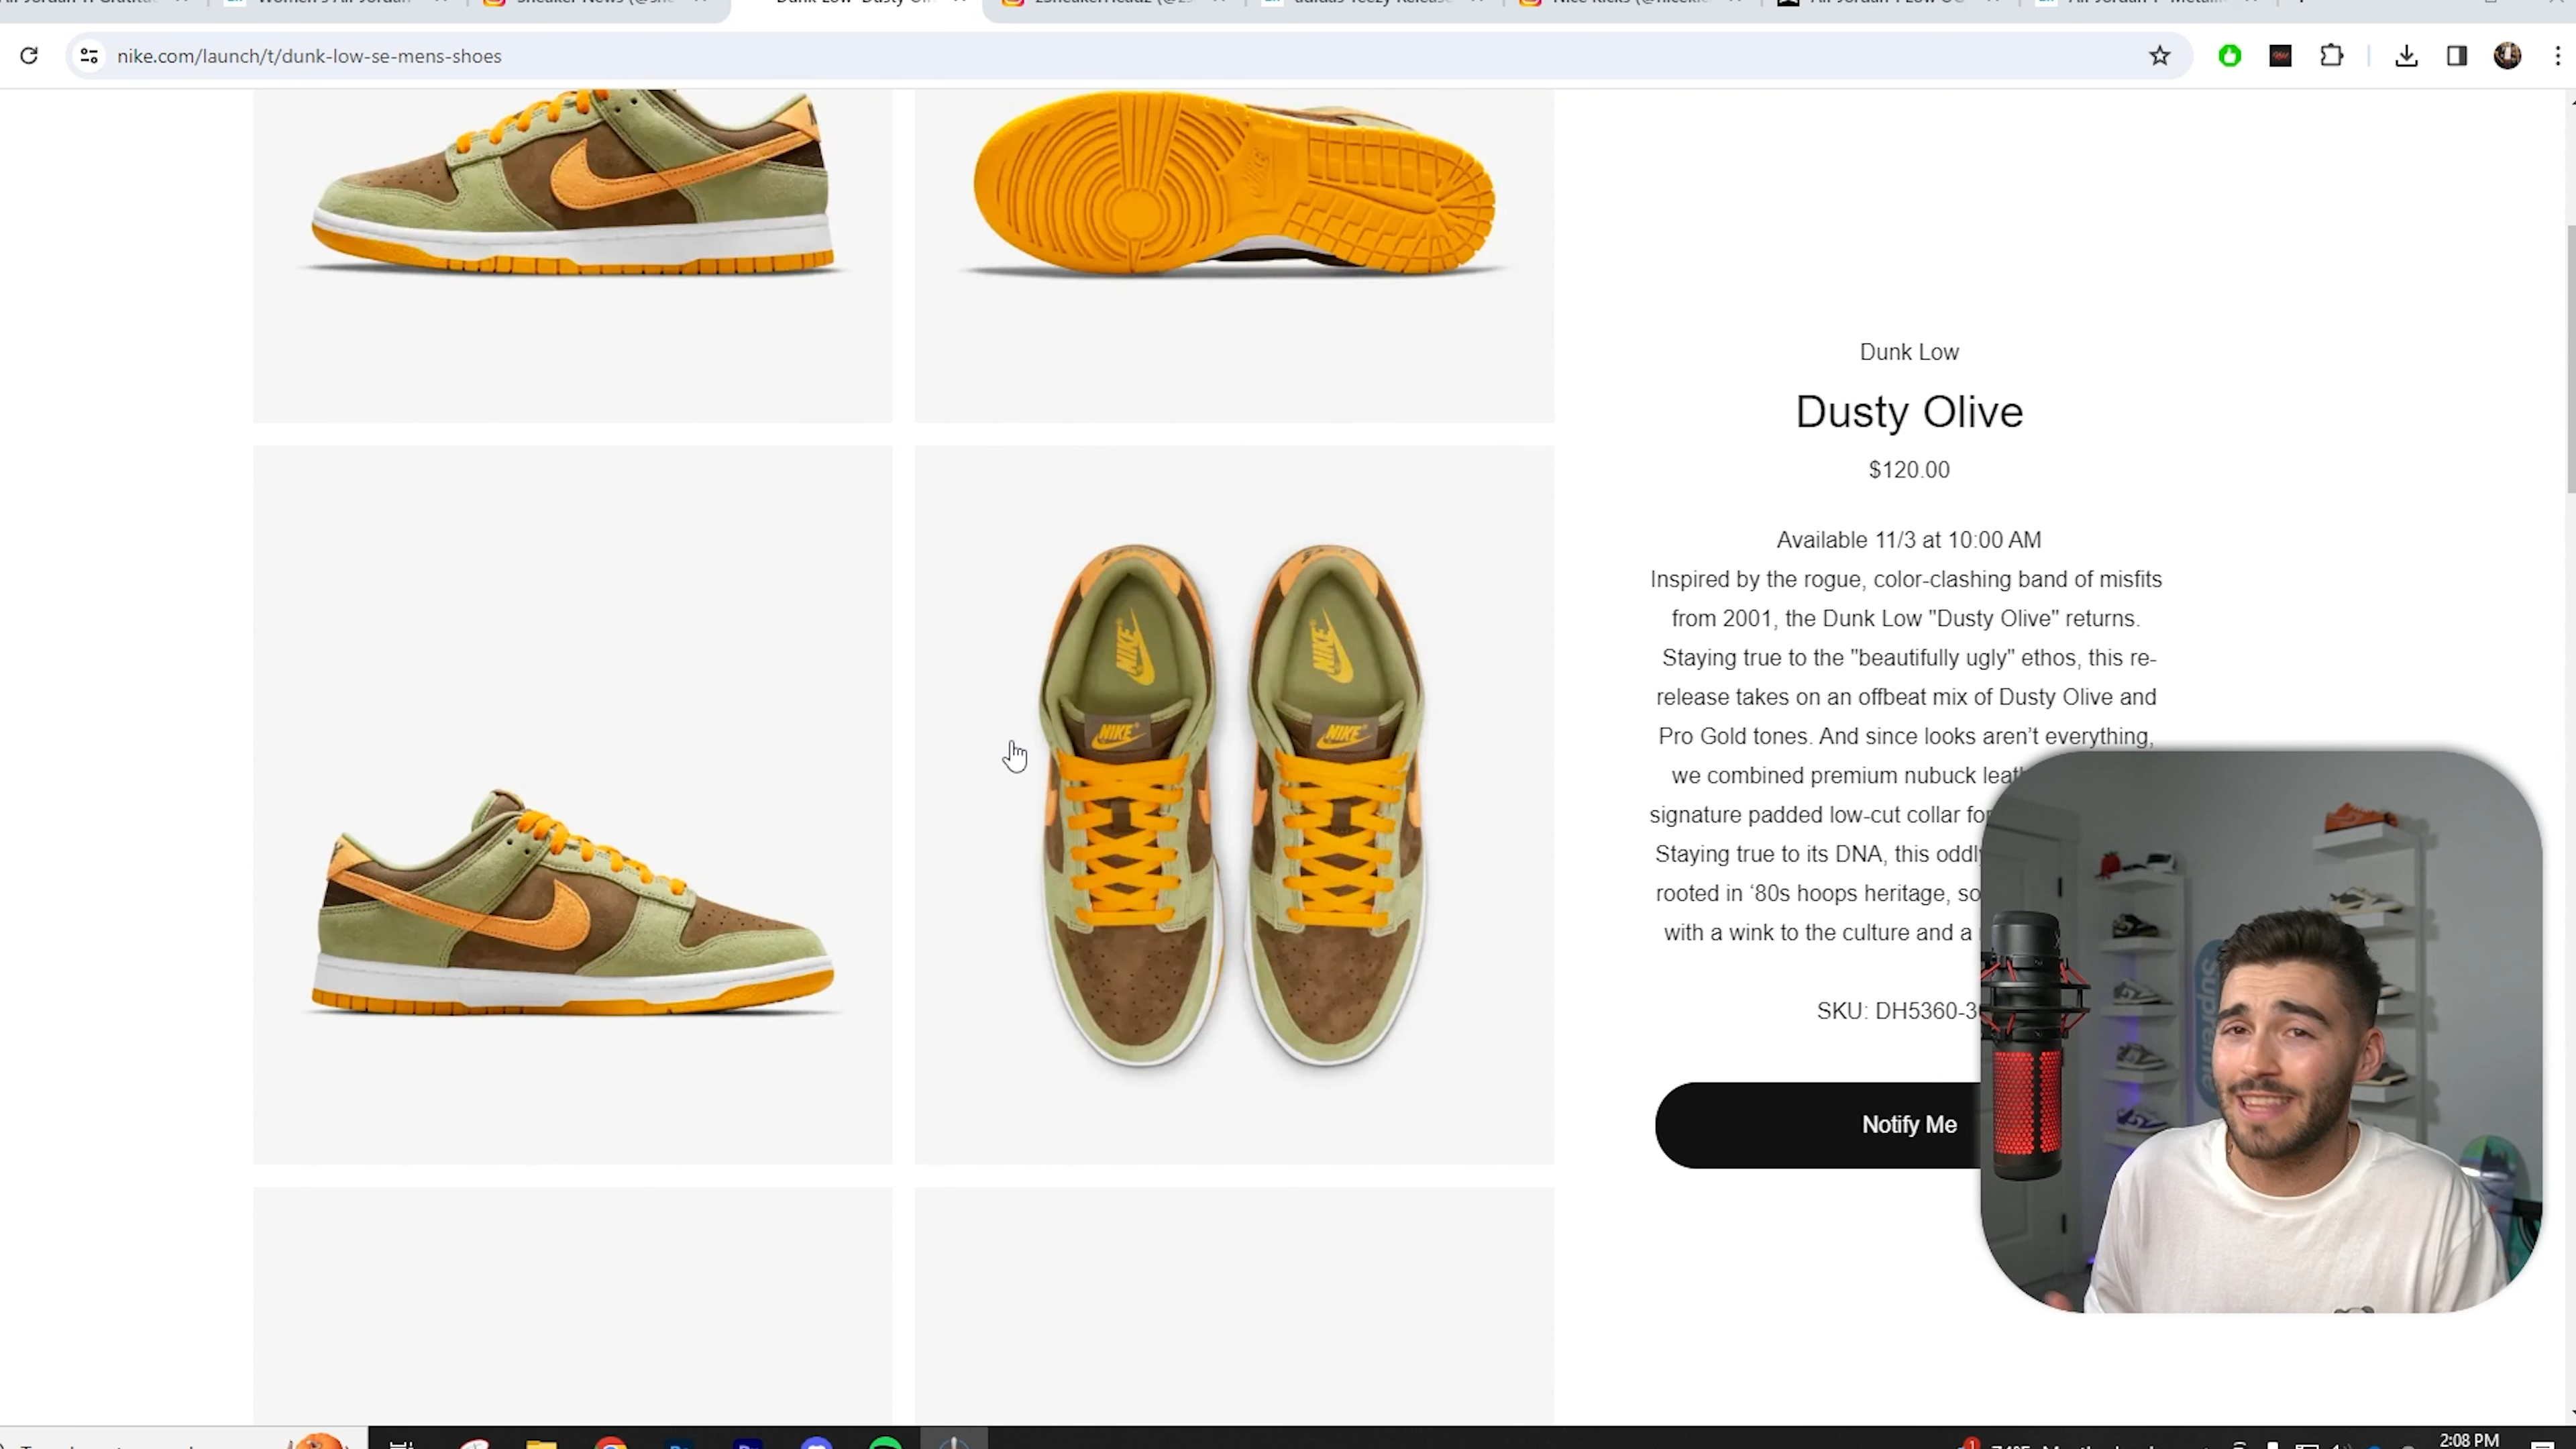 nike.com/launch/t/dunk-low-se-mens-shoes
Dunk Low
Dusty Olive
$120.00
Available 11/3 at 10:00 AM
Inspired by the rogue, color-clashing band of misfits
from 2001, the Dunk Low "Dusty Olive" returns.
Staying true to the "beautifully ugly" ethos, this re-
release takes on an offbeat mix of Dusty Olive and
Pro Gold tones. And since looks aren’t everything,
we combined premium nubuck
signature padded low-cut collar for
Staying true to its DNA, this
rooted in ‘80s hoops heritage,
with a wink to the culture and a
SKU: DH5360-3
Notify Me
NIKE
NIKE
NIKE
NIKE
NIKE
Supreme
2:08 PM